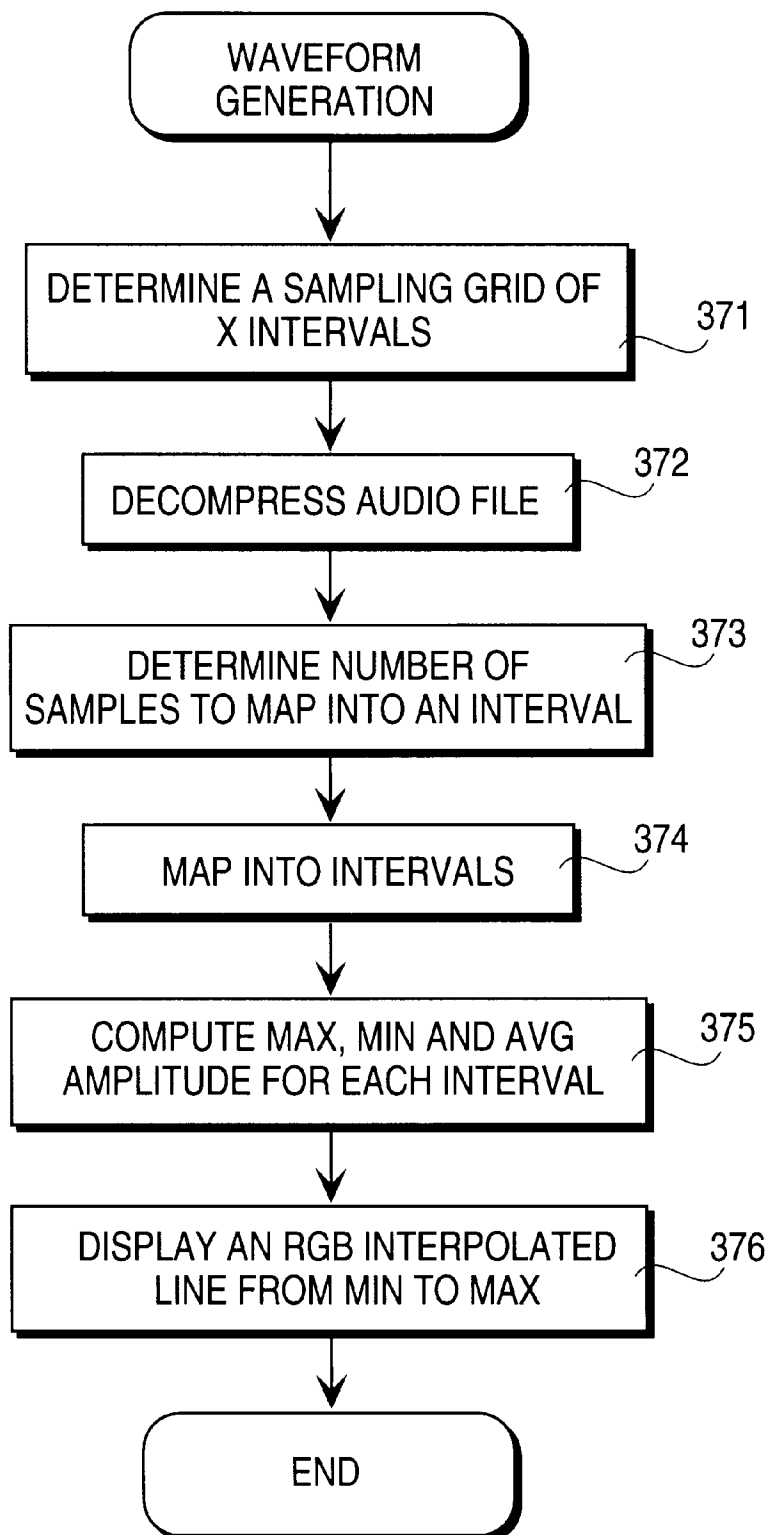 WAVEFORM
GENERATION
DETERMINE A SAMPLING GRID OF
X INTERVALS
371
DECOMPRESS AUDIO FILE
372
DETERMINE NUMBER OF
SAMPLES TO MAP INTO AN INTERVAL
373
MAP INTO INTERVALS
374
COMPUTE MAX, MIN AND AVG
AMPLITUDE FOR EACH INTERVAL
375
DISPLAY AN RGB INTERPOLATED
LINE FROM MIN TO MAX
376
END